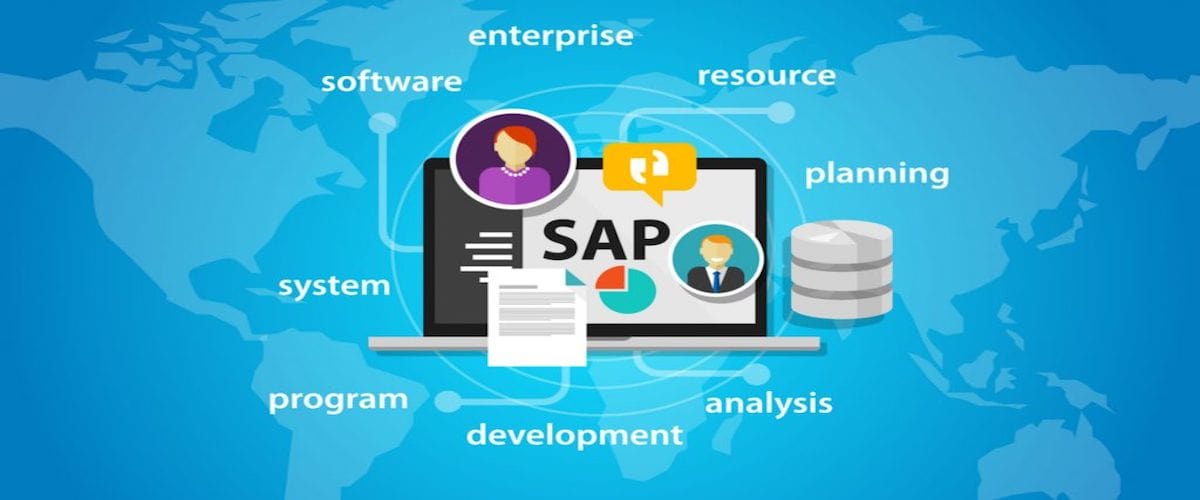 enterprise
software
resource
planning
SAP
system
program
analysis
development